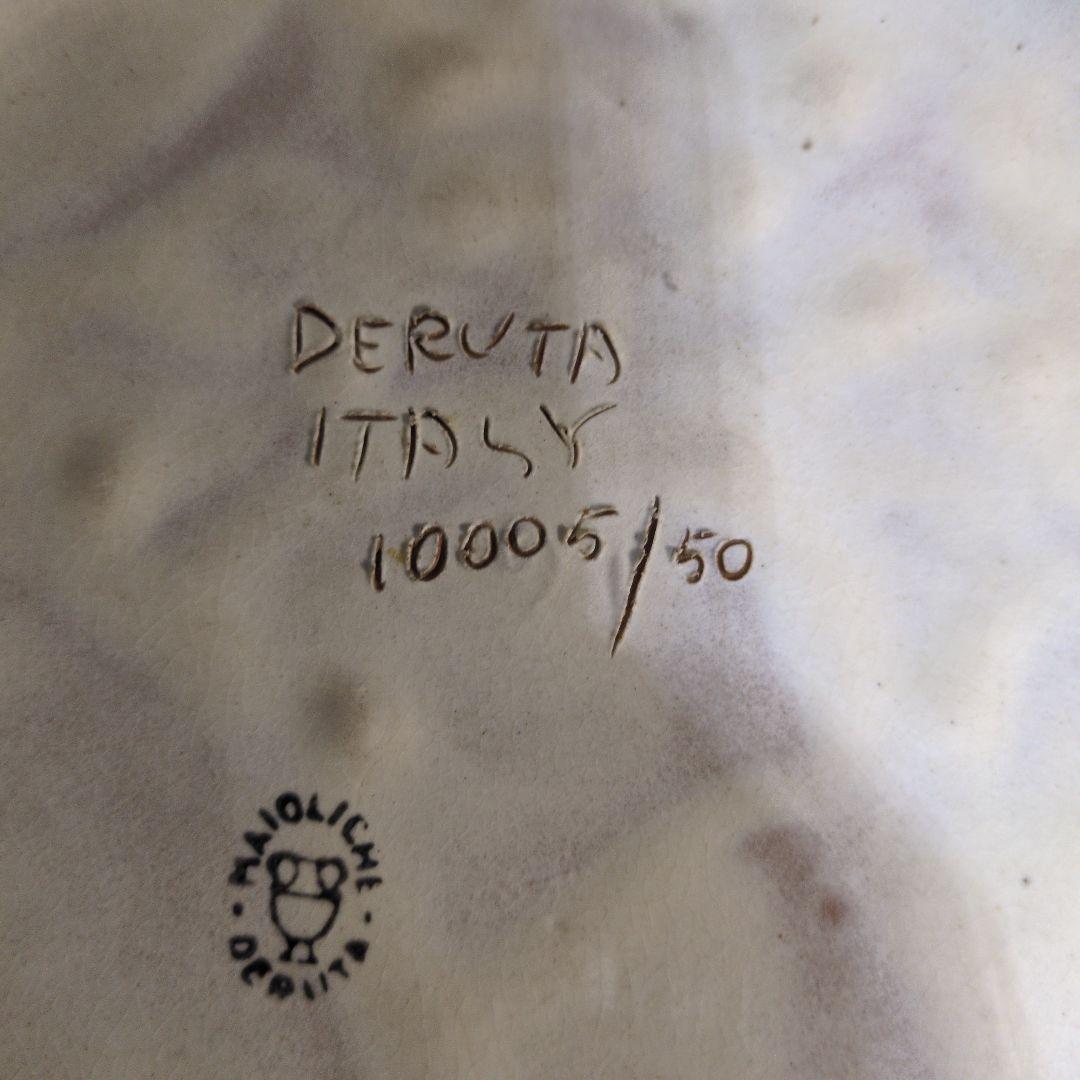 DERUTA
ITALY
10005/50
MAIOLICHE
DERUTA